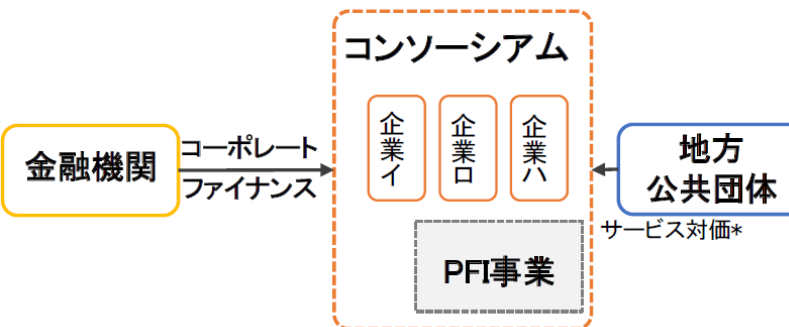 コンソーシアム
企業イ
企業ロ
企業ハ
金融機関
コーポレート
ファイナンス
地方
公共団体
サービス対価*
PFI事業